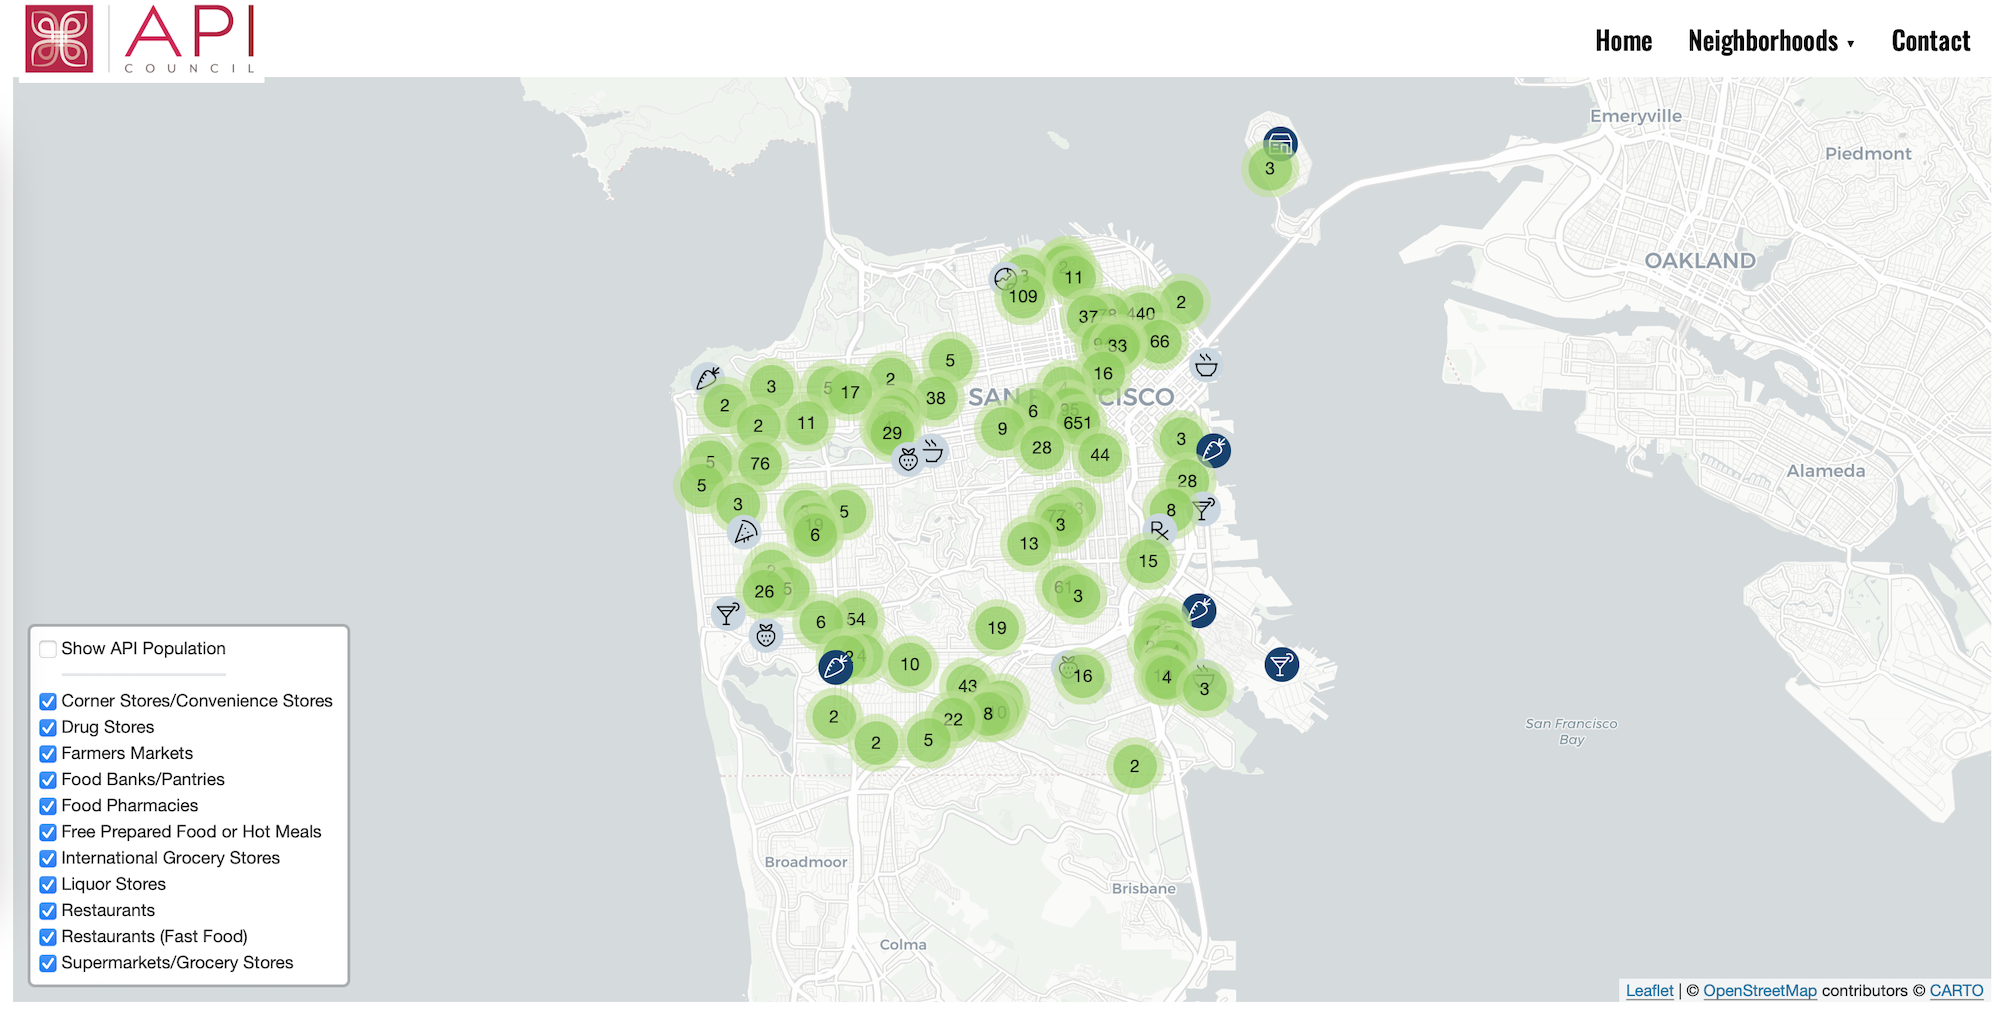 API
COUNCIL
Home
Neighborhoods ▼
Contact
Emeryville
Piedmont
OAKLAND
Alameda
San Francisco
Bay
Broadmoor
Brisbane
Colma
3
11
109
37
440
2
33
66
16
5
3
17
2
38
2
2
11
29
6
9
651
28
44
3
5
76
5
3
28
8
5
6
3
13
15
26
5
61
3
6
54
19
10
16
4
3
43
22
8
2
2
5
2
Show API Population
Corner Stores/Convenience Stores
Drug Stores
Farmers Markets
Food Banks/Pantries
Food Pharmacies
Free Prepared Food or Hot Meals
International Grocery Stores
Liquor Stores
Restaurants
Restaurants (Fast Food)
Supermarkets/Grocery Stores
Leaflet | © OpenStreetMap contributors © CARTO